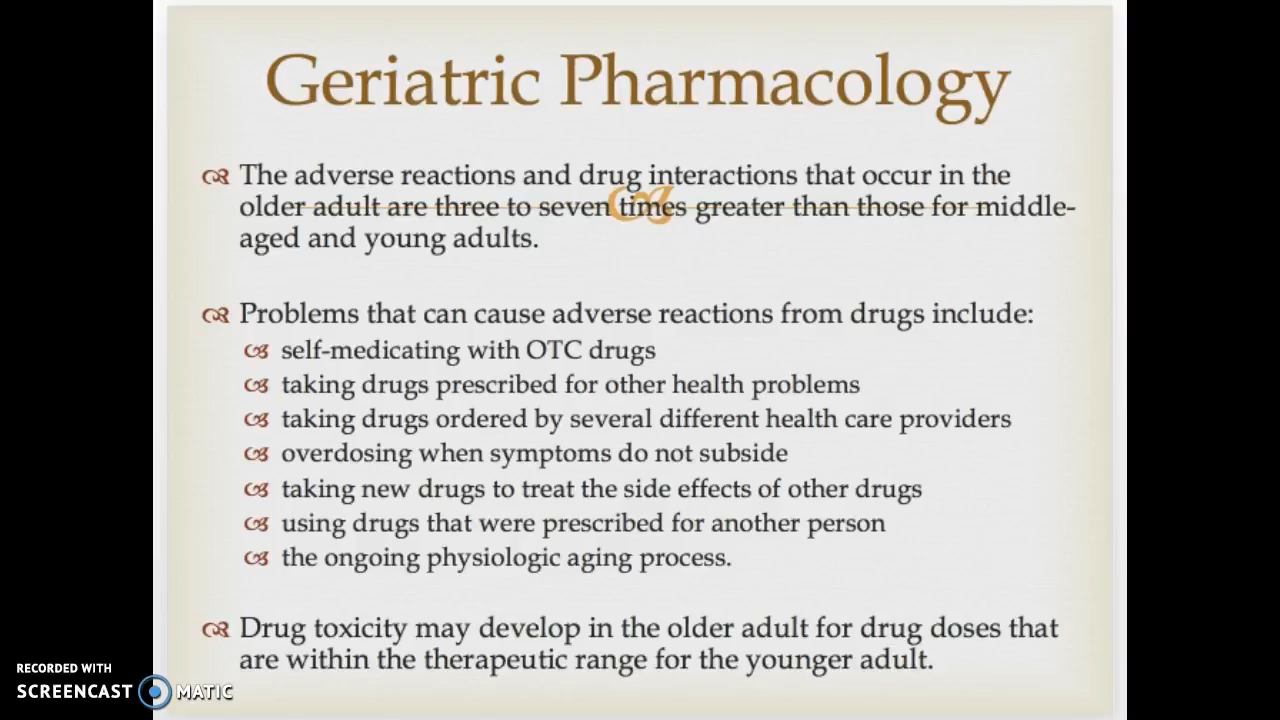 Geriatric Pharmacology
The adverse reactions and drug interactions that occur in the
older adult are three to seven times greater than those for middle-
aged and young adults.
Problems that can cause adverse reactions from drugs include:
self-medicating with OTC drugs
taking drugs prescribed for other health problems
taking drugs ordered by several different health care providers
overdosing when symptoms do not subside
taking new drugs to treat the side effects of other drugs
using drugs that were prescribed for another person
the ongoing physiologic aging process.
Drug toxicity may develop in the older adult for drug doses that
are within the therapeutic range for the younger adult.
RECORDED WITH
SCREENCAST MATIC